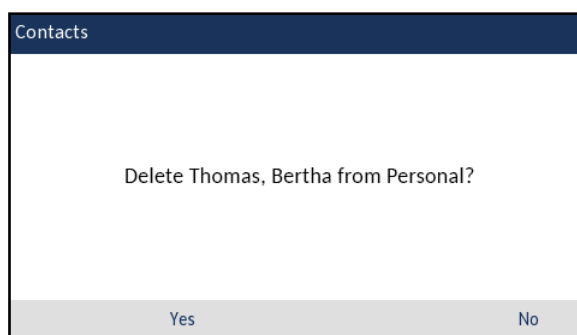 Contacts
Delete Thomas, Bertha from Personal?
Yes No